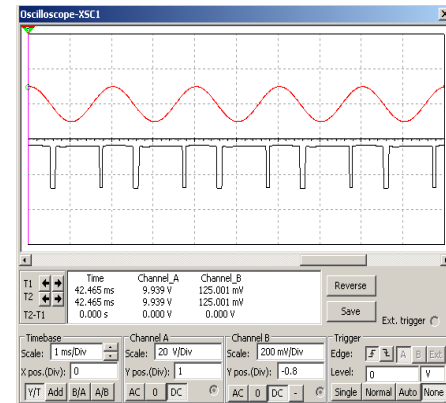 Oscilloscope-XSC1
T1 Time Channel_A Channel_B
42.465 ms 9.939 V 125.001 mV
T2 42.465 ms 9.939 V 125.001 mV
T2-T1 0.000 s 0.000 V 0.000 V
Reverse
Save
Ext. trigger
Timebase
Scale: 1 ms/Div
X pos.(Div): 0
Y/T Add B/A A/B
Channel A
Scale: 20 V/Div
Y pos.(Div): 1
AC 0 DC
Channel B
Scale: 200 mV/Div
Y pos.(Div): -0.8
AC 0 DC -
Trigger
Edge: A B Ext
Level: 0 V
Single Normal Auto None